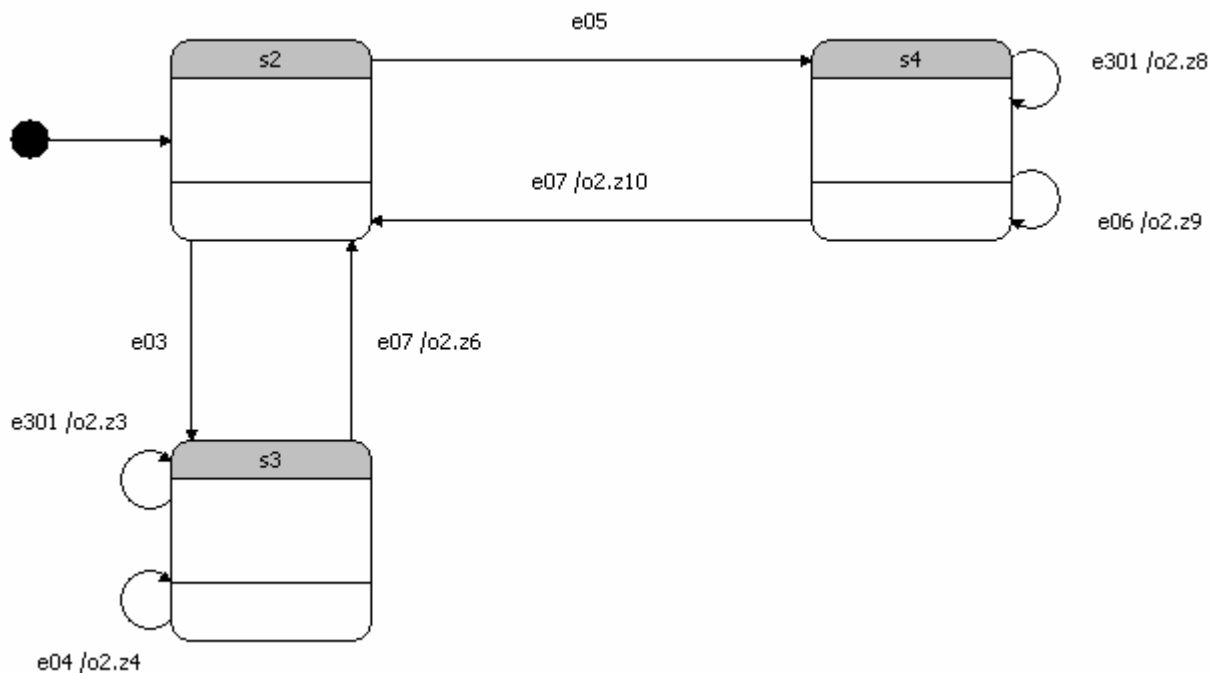 e05
s2
s4
e301 /o2.z8
e07 /o2.z10
e06 /o2.z9
e03
e07 /o2.z6
e301 /o2.z3
s3
e04 /o2.z4